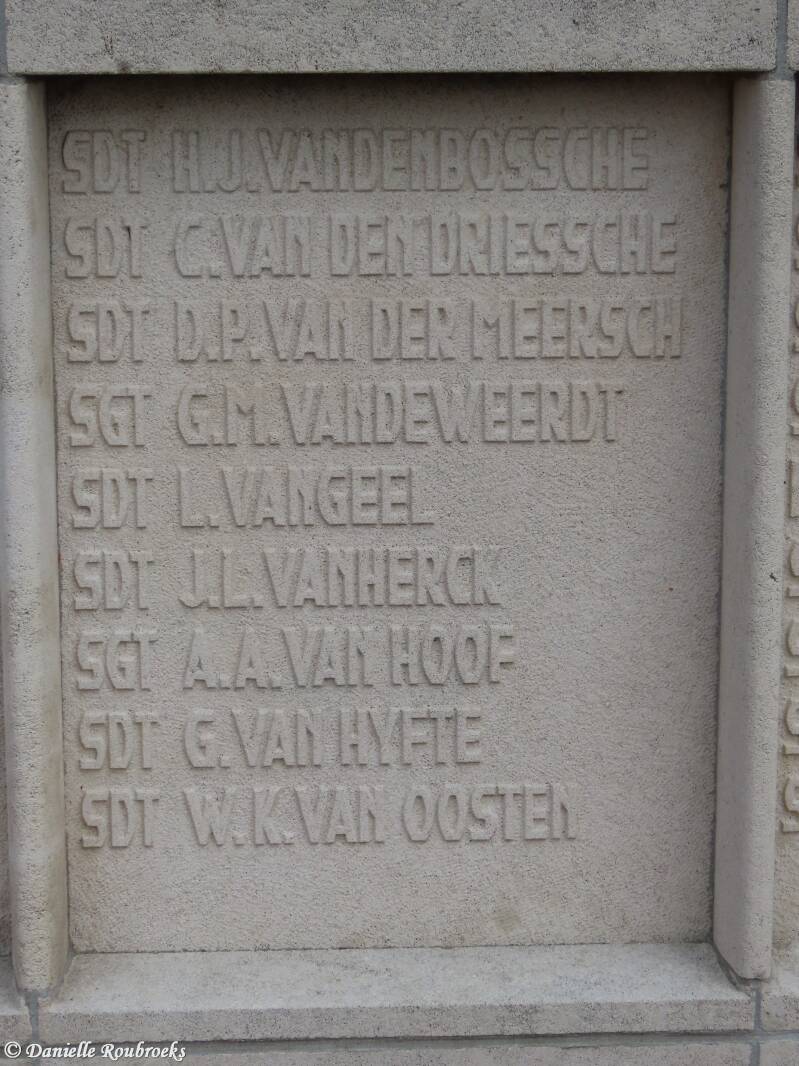 SDT H.J.VANDENBOSSCHE
SDT C.VAN DEN DRIESSCHE
SDT D.P.VAN DER MEERSCH
SGT G.M.VANDEWEERDT
SDT L.VANGEEL
SDT J.L.VANHERCK
SGT A.A.VAN HOOF
SDT G.VAN HYFTE
SDT W.K.VAN OOSTEN
© Danielle Roubroeks